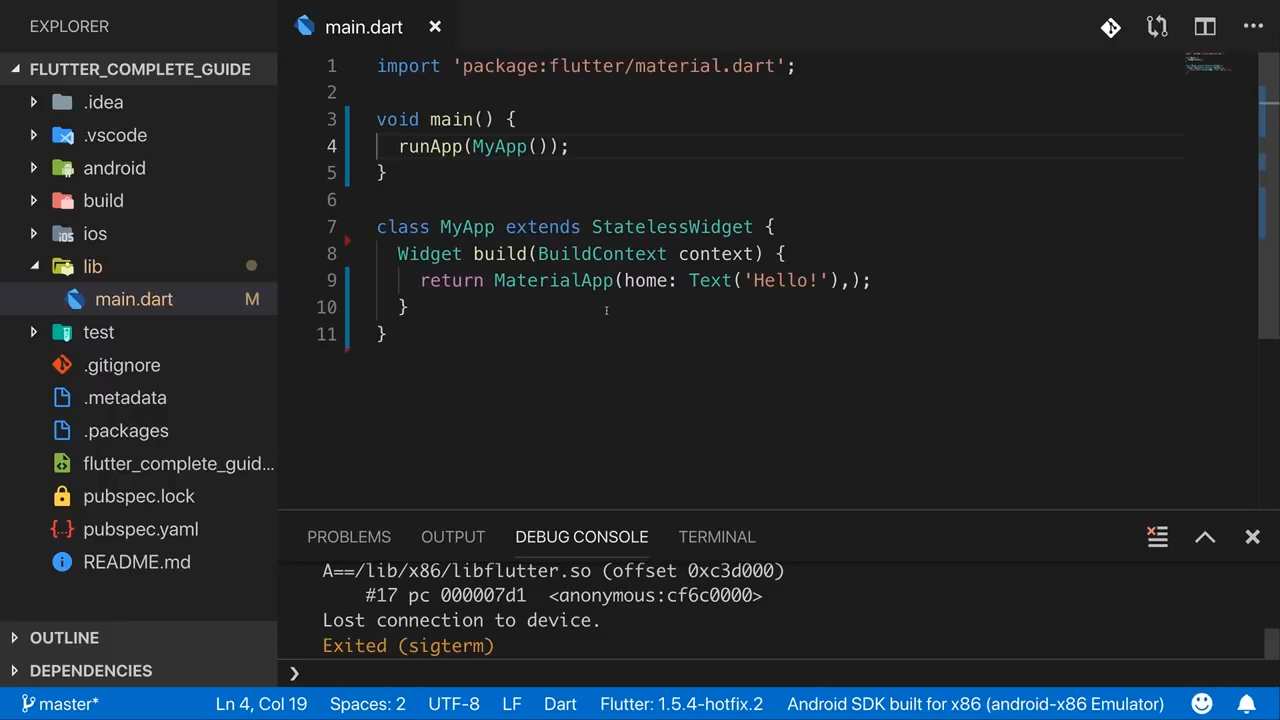 EXPLORER
FLUTTER_COMPLETE_GUIDE
.idea
.vscode
android
build
ios
lib
main.dart M
test
.gitignore
.metadata
.packages
flutter_complete_guid...
pubspec.lock
pubspec.yaml
README.md
OUTLINE
DEPENDENCIES
main.dart
1 import 'package:flutter/material.dart';
2
3 void main() {
4 runApp(MyApp());
5 }
6
7 class MyApp extends StatelessWidget {
8 Widget build(BuildContext context) {
9 return MaterialApp(home: Text('Hello!'),);
10 }
11 }
PROBLEMS OUTPUT DEBUG CONSOLE TERMINAL
A==/lib/x86/libflutter.so (offset 0xc3d000)
#17 pc 000007d1 <anonymous:cf6c0000>
Lost connection to device.
Exited (sigterm)
master* Ln 4, Col 19 Spaces: 2 UTF-8 LF Dart Flutter: 1.5.4-hotfix.2 Android SDK built for x86 (android-x86 Emulator)